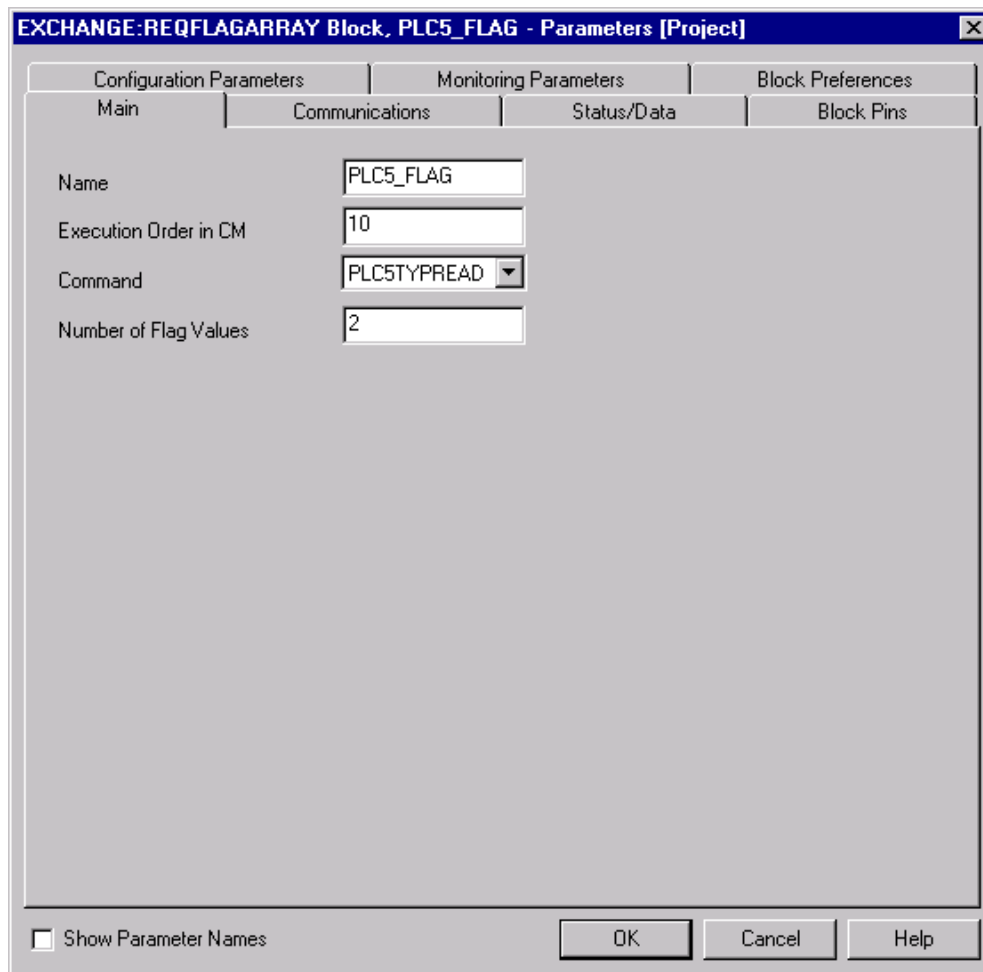 EXCHANGE:REQFLAGARRAY Block, PLC5_FLAG - Parameters [Project]
Configuration Parameters Monitoring Parameters Block Preferences
Main Communications Status/Data Block Pins
Name PLC5_FLAG
Execution Order in CM 10
Command PLC5TYPREAD
Number of Flag Values 2
Show Parameter Names OK Cancel Help